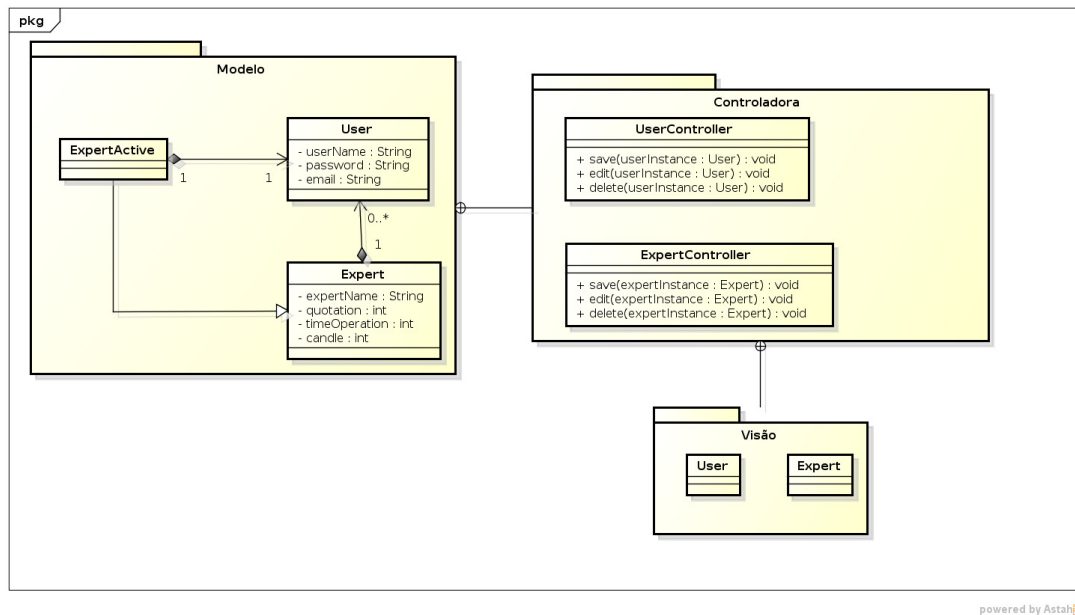 pkg
Modelo
ExpertActive
1
1
User
- userName : String
- password : String
- email : String
0..*
1
Expert
- expertName : String
- quotation : int
- timeOperation : int
- candle : int
Controladora
UserController
+ save(userInstance : User) : void
+ edit(userInstance : User) : void
+ delete(userInstance : User) : void
ExpertController
+ save(expertInstance : Expert) : void
+ edit(expertInstance : Expert) : void
+ delete(expertInstance : Expert) : void
Visão
User
Expert
powered by Astah